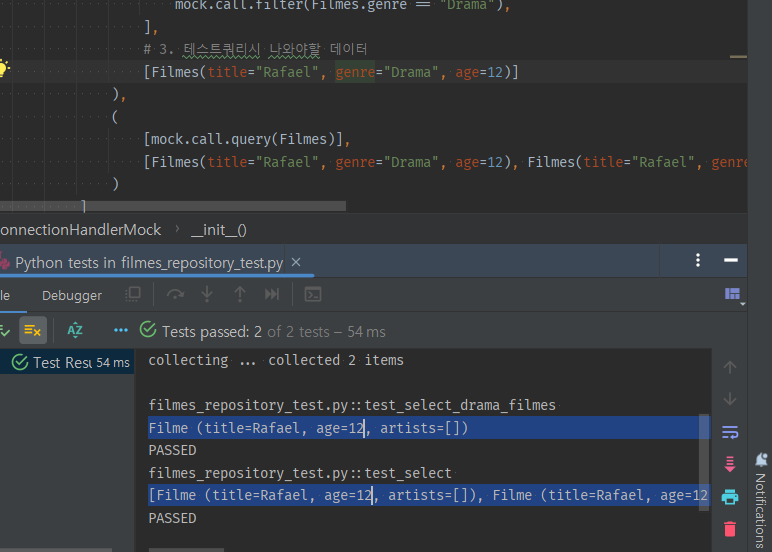 mock.call.filter(Filmes.genre == "Drama"),
],
# 3. 테스트쿼리시 나와야할 데이터
[Filmes(title="Rafael", genre="Drama", age=12)]
),
(
[mock.call.query(Filmes)],
[Filmes(title="Rafael", genre="Drama", age=12), Filmes(title="Rafael", genre
)
]
onnectionHandlerMock › __init__()
Python tests in filmes_repository_test.py ×
le Debugger
AZ Tests passed: 2 of 2 tests – 54 ms
Test Resu 54 ms
collecting ... collected 2 items
filmes_repository_test.py::test_select_drama_filmes
Filme (title=Rafael, age=12, artists=[])
PASSED
filmes_repository_test.py::test_select
[Filme (title=Rafael, age=12, artists=[]), Filme (title=Rafael, age=12
PASSED
Notifications